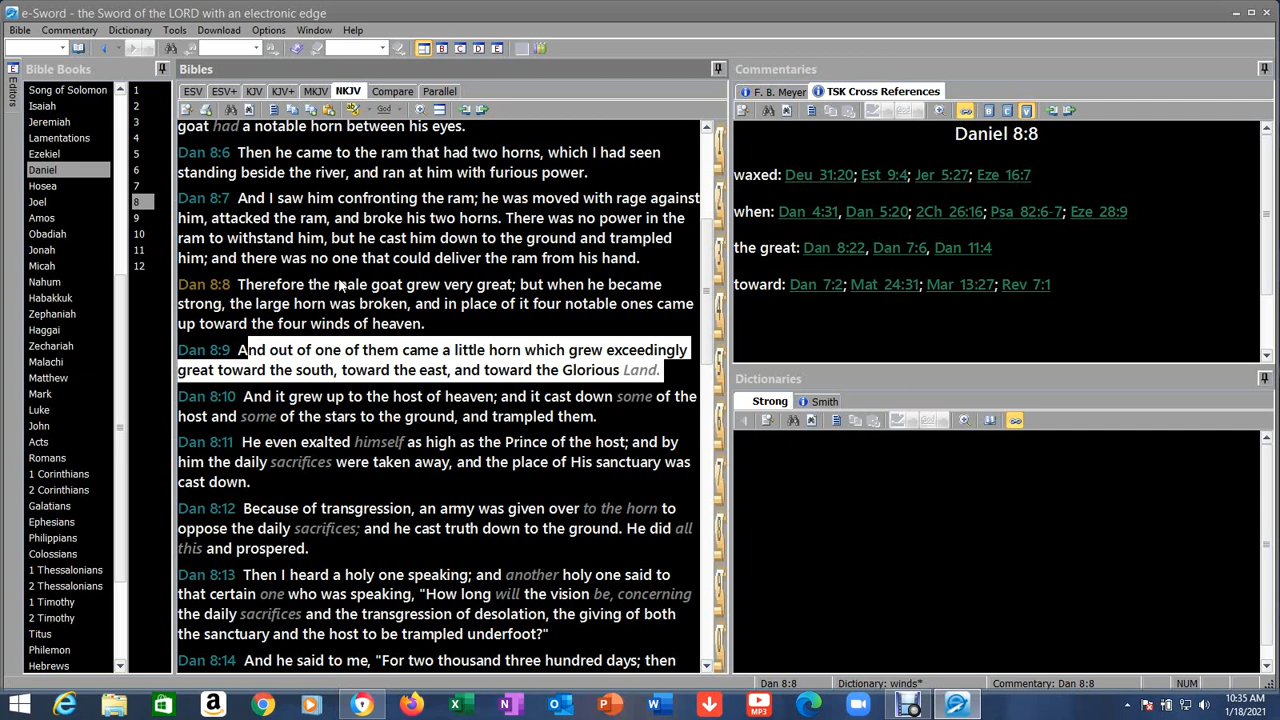 e-Sword - the Sword of the LORD with an electronic edge
Bible Commentary Dictionary Tools Download Options Window Help
B C D E
Editors
Bible Books
Song of Solomon
Isaiah
Jeremiah
Lamentations
Ezekiel
Daniel
Hosea
Joel
Amos
Obadiah
Jonah
Micah
Nahum
Habakkuk
Zephaniah
Haggai
Zechariah
Malachi
Matthew
Mark
Luke
John
Acts
Romans
1 Corinthians
2 Corinthians
Galatians
Ephesians
Philippians
Colossians
1 Thessalonians
2 Thessalonians
1 Timothy
2 Timothy
Titus
Philemon
Hebrews
1
2
3
4
5
6
7
8
9
10
11
12
Bibles
ESV ESV+ KJV KJV+ MKJV NKJV Compare Parallel
God
goat had a notable horn between his eyes.
Dan 8:6 Then he came to the ram that had two horns, which I had seen
standing beside the river, and ran at him with furious power.
Dan 8:7 And I saw him confronting the ram; he was moved with rage against
him, attacked the ram, and broke his two horns. There was no power in the
ram to withstand him, but he cast him down to the ground and trampled
him; and there was no one that could deliver the ram from his hand.
Dan 8:8 Therefore the male goat grew very great; but when he became
strong, the large horn was broken, and in place of it four notable ones came
up toward the four winds of heaven.
Dan 8:9 And out of one of them came a little horn which grew exceedingly
great toward the south, toward the east, and toward the Glorious Land.
Dan 8:10 And it grew up to the host of heaven; and it cast down some of the
host and some of the stars to the ground, and trampled them.
Dan 8:11 He even exalted himself as high as the Prince of the host; and by
him the daily sacrifices were taken away, and the place of His sanctuary was
cast down.
Dan 8:12 Because of transgression, an army was given over to the horn to
oppose the daily sacrifices; and he cast truth down to the ground. He did all
this and prospered.
Dan 8:13 Then I heard a holy one speaking; and another holy one said to
that certain one who was speaking, "How long will the vision be, concerning
the daily sacrifices and the transgression of desolation, the giving of both
the sanctuary and the host to be trampled underfoot?"
Dan 8:14 And he said to me, "For two thousand three hundred days; then
Commentaries
F. B. Meyer TSK Cross References
God B C V
Daniel 8:8
waxed: Deu 31:20; Est 9:4; Jer 5:27; Eze 16:7
when: Dan 4:31, Dan 5:20; 2Ch 26:16; Psa 82:6-7; Eze 28:9
the great: Dan 8:22, Dan 7:6, Dan 11:4
toward: Dan 7:2; Mat 24:31; Mar 13:27; Rev 7:1
Dictionaries
Strong Smith
God
Dan 8:8 Dictionary: winds* Commentary: Dan 8:8 NUM
MP3
10:35 AM
1/18/2021